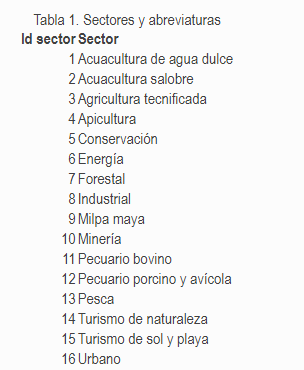 Tabla 1. Sectores y abreviaturas
Id sector Sector
1 Acuacultura de agua dulce
2 Acuacultura salobre
3 Agricultura tecnificada
4 Apicultura
5 Conservación
6 Energía
7 Forestal
8 Industrial
9 Milpa maya
10 Minería
11 Pecuario bovino
12 Pecuario porcino y avícola
13 Pesca
14 Turismo de naturaleza
15 Turismo de sol y playa
16 Urbano